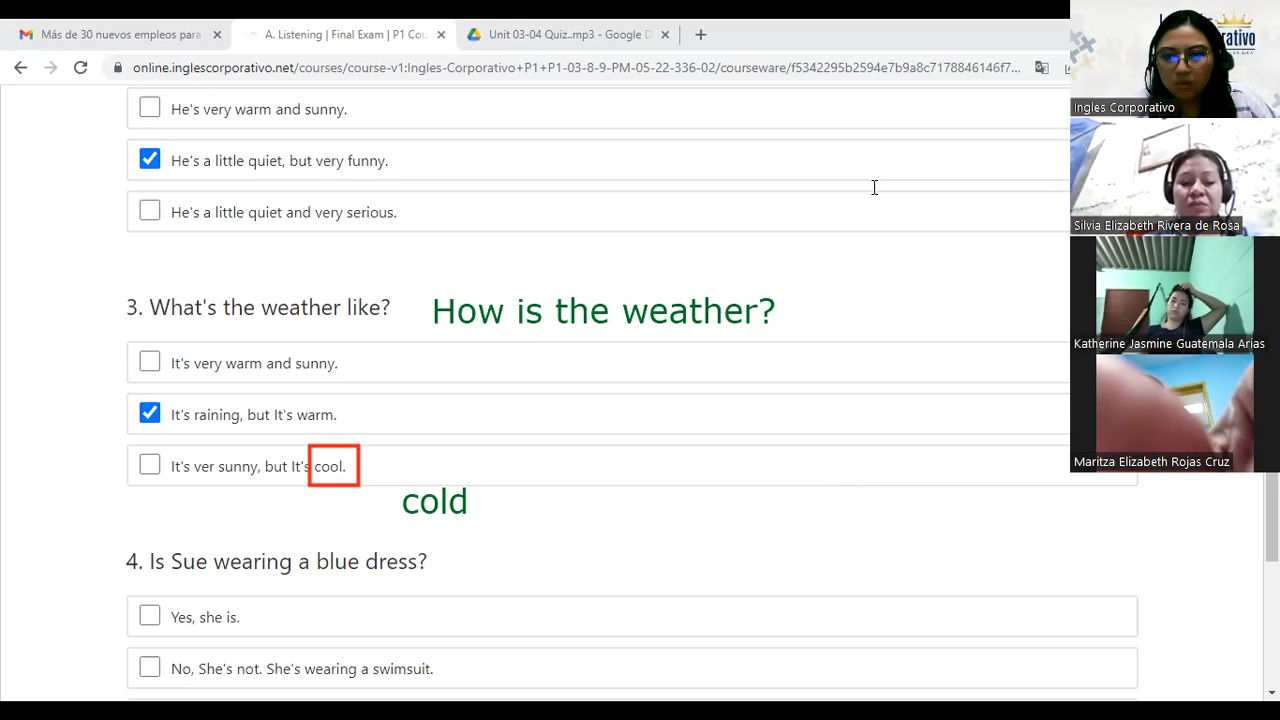 Más de 30 nuevos empleos para
A. Listening | Final Exam | P1 Cou
Unit 03-04 Quiz..mp3 - Google D
online.inglescorporativo.net/courses/course-v1:Ingles-Corporativo+P1+P1-03-8-9-PM-05-22-336-02/courseware/f5342295b2594e7b9a8c7178846146f7...
Ingles Corporativo
He's very warm and sunny.
He's a little quiet, but very funny.
He's a little quiet and very serious.
Silvia Elizabeth Rivera de Rosa
3. What's the weather like?
How is the weather?
Katherine Jasmine Guatemala Arias
It's very warm and sunny.
It's raining, but It's warm.
It's ver sunny, but It's cool.
Maritza Elizabeth Rojas Cruz
cold
4. Is Sue wearing a blue dress?
Yes, she is.
No, She's not. She's wearing a swimsuit.